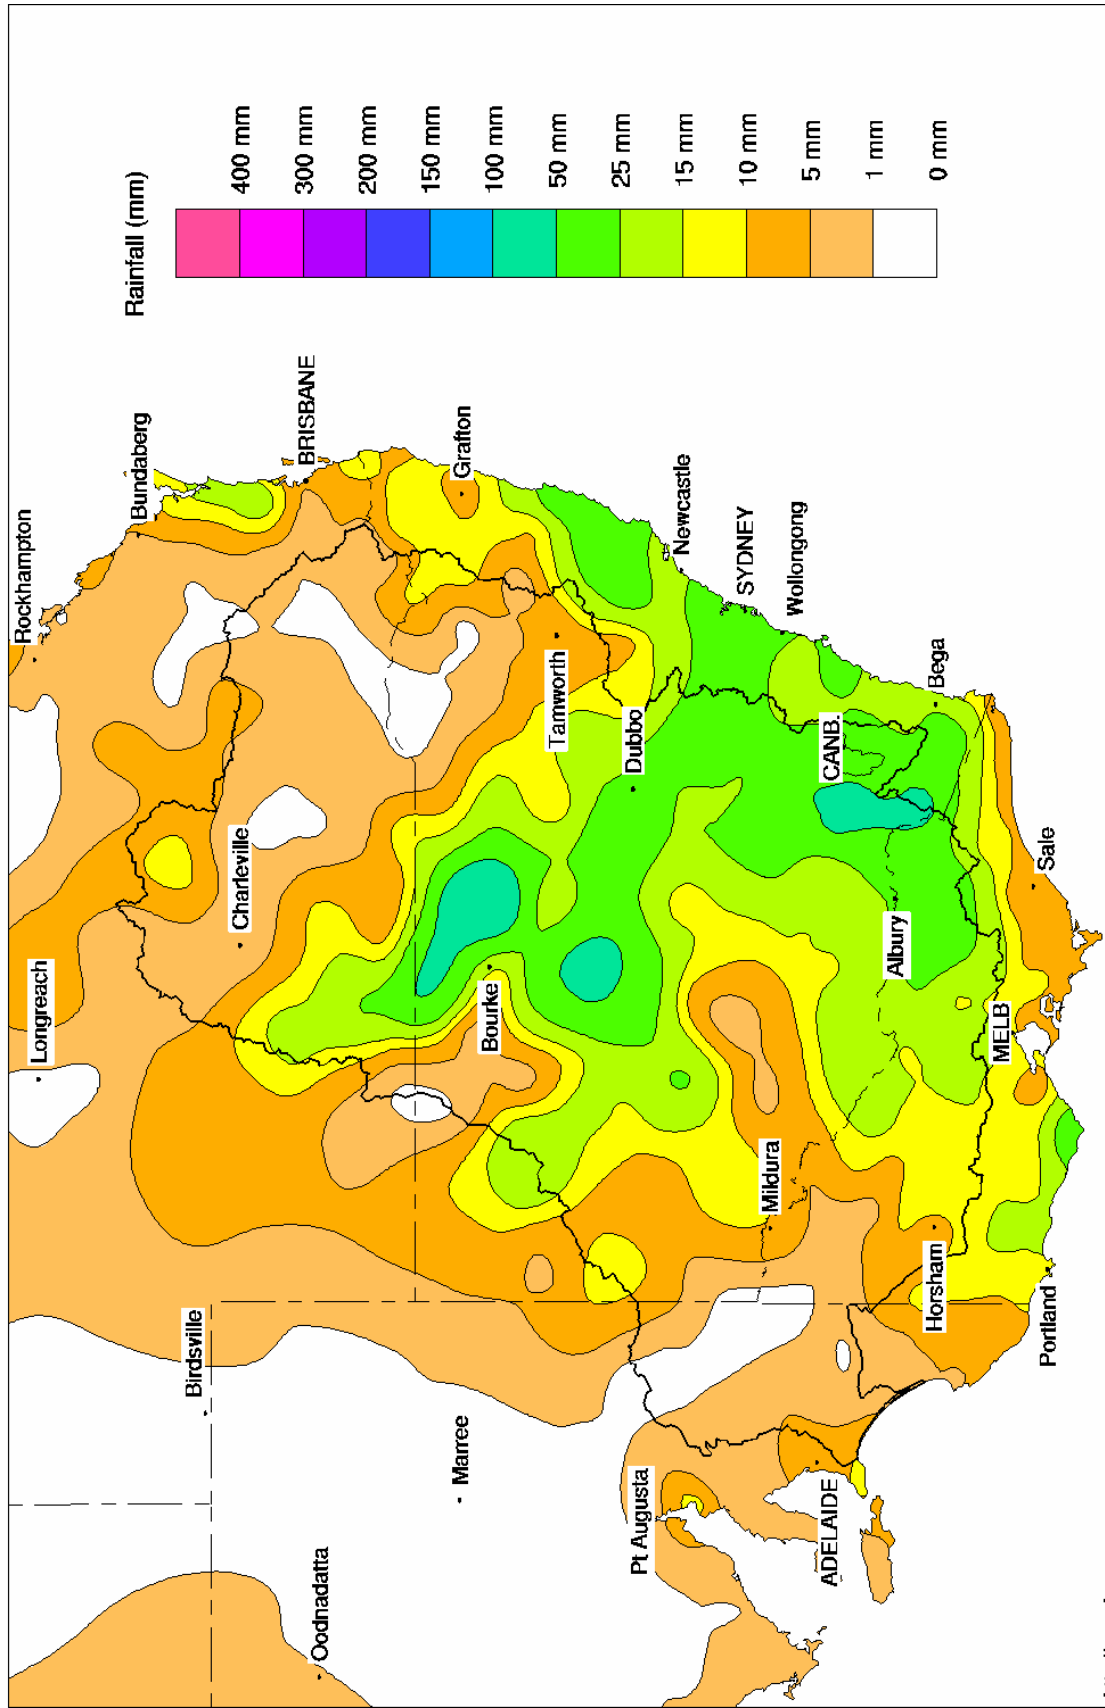 Rainfall (mm)
400 mm
300 mm
200 mm
150 mm
100 mm
50 mm
25 mm
15 mm
10 mm
5 mm
1 mm
0 mm
Rockhampton
Bundaberg
BRISBANE
Grafton
Newcastle
SYDNEY
Wollongong
Bega
Longreach
Charleville
Tamworth
Dubbo
CANB.
Sale
Bourke
Albury
MELB
Birdsville
Mildura
Horsham
Portland
Oodnadatta
Marree
Pt Augusta
ADELAIDE